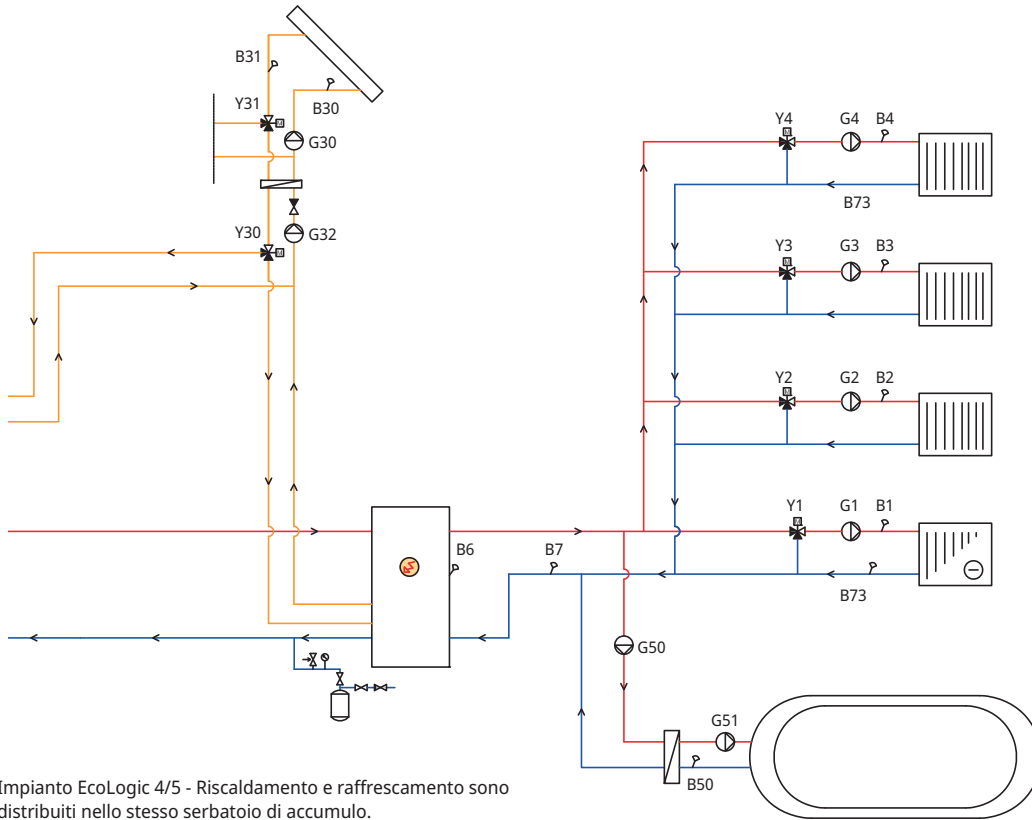 B31
B30
Y31
G30
Y30
G32
Y4 G4 B4
B73
Y3 G3 B3
Y2 G2 B2
Y1 G1 B1
B73
B6
B7
G50
G51
B50
Impianto EcoLogic 4/5 - Riscaldamento e raffrescamento sono
distribuiti nello stesso serbatoio di accumulo.